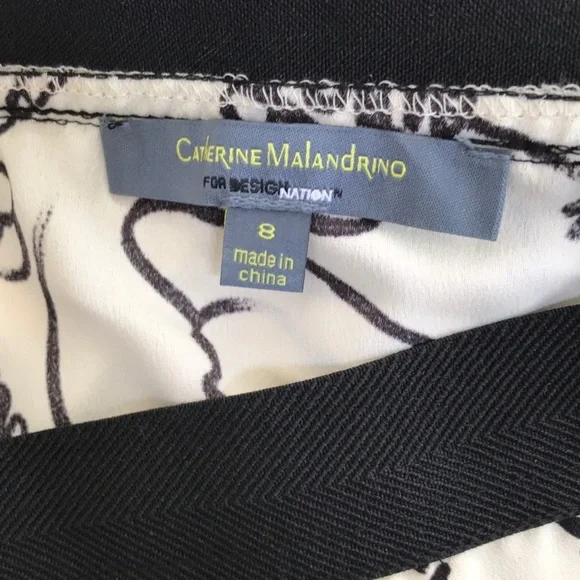 CATHERINE MALANDRINO
FOR DESIGNATION
8
made in
china